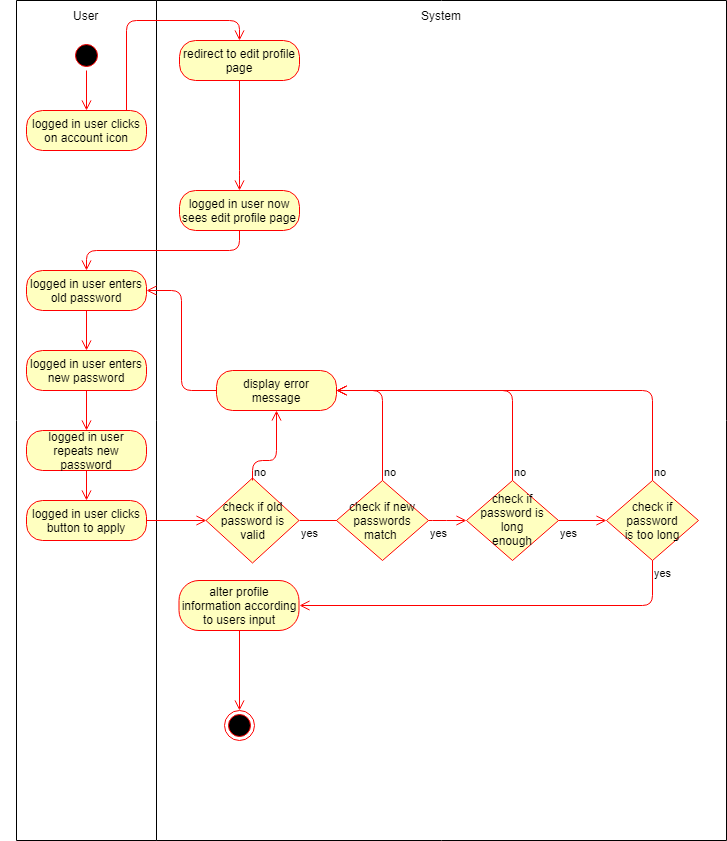 User
System
redirect to edit profile
page
logged in user clicks
on account icon
logged in user now
sees edit profile page
logged in user enters
old password
logged in user enters
new password
display error
message
logged in user
repeats new
password
no
no
no
no
logged in user clicks
button to apply
check if old
password is
valid
yes
check if new
passwords
match
yes
check if
password is
long
enough
yes
check if
password
is too long
yes
alter profile
information according
to users input